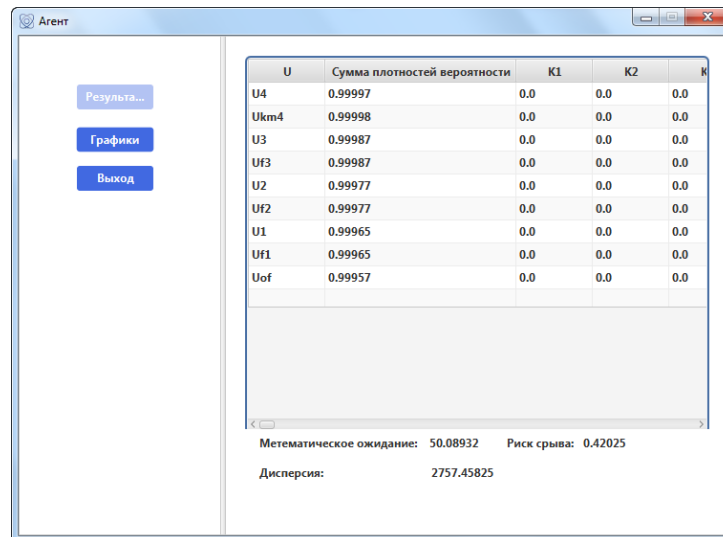 Агент
Результа...
Графики
Выход
U Сумма плотностей вероятности K1 K2 K
U4 0.99997 0.0 0.0 0.0
Ukm4 0.99998 0.0 0.0 0.0
U3 0.99987 0.0 0.0 0.0
Uf3 0.99987 0.0 0.0 0.0
U2 0.99977 0.0 0.0 0.0
Uf2 0.99977 0.0 0.0 0.0
U1 0.99965 0.0 0.0 0.0
Uf1 0.99965 0.0 0.0 0.0
Uof 0.99957 0.0 0.0 0.0
Метематическое ожидание: 50.08932 Риск срыва: 0.42025
Дисперсия: 2757.45825